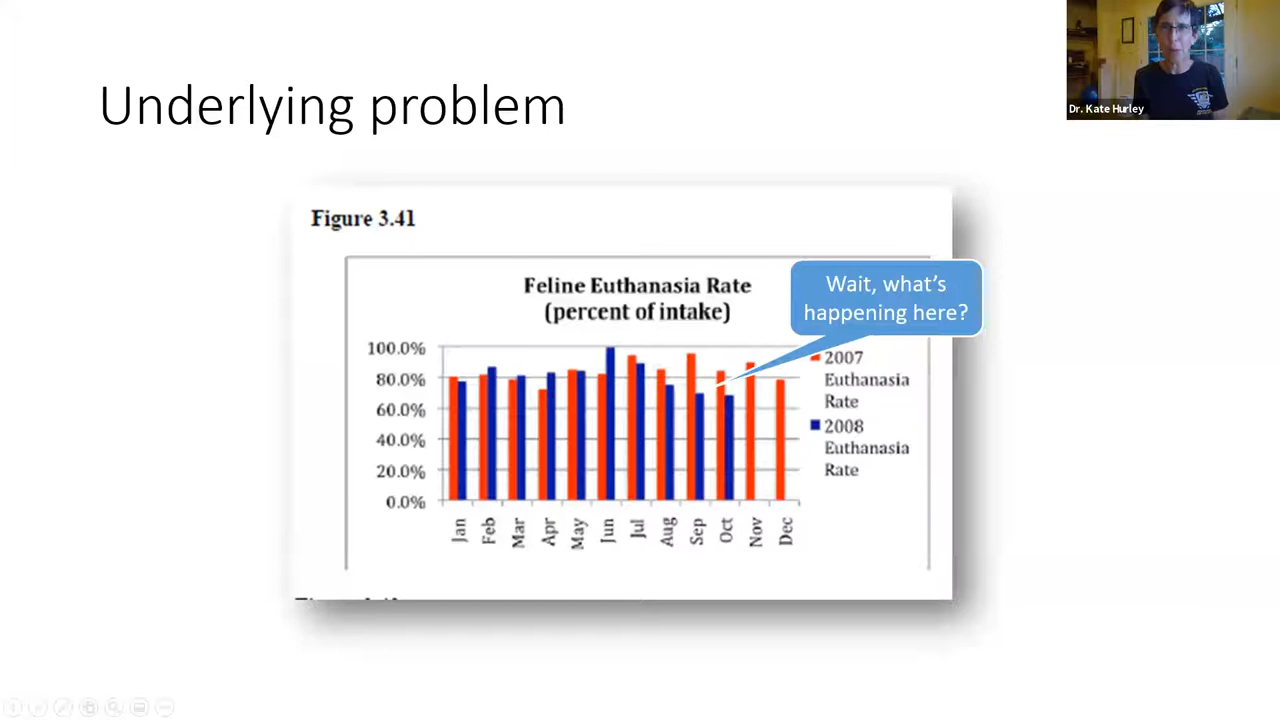 Dr. Kate Hurley
Underlying problem
Figure 3.41
Feline Euthanasia Rate
(percent of intake)
Wait, what's
happening here?
100.0%
80.0%
60.0%
40.0%
20.0%
0.0%
Jan
Feb
Mar
Apr
May
Jun
Jul
Aug
Sep
Oct
Nov
Dec
2007
Euthanasia
Rate
2008
Euthanasia
Rate